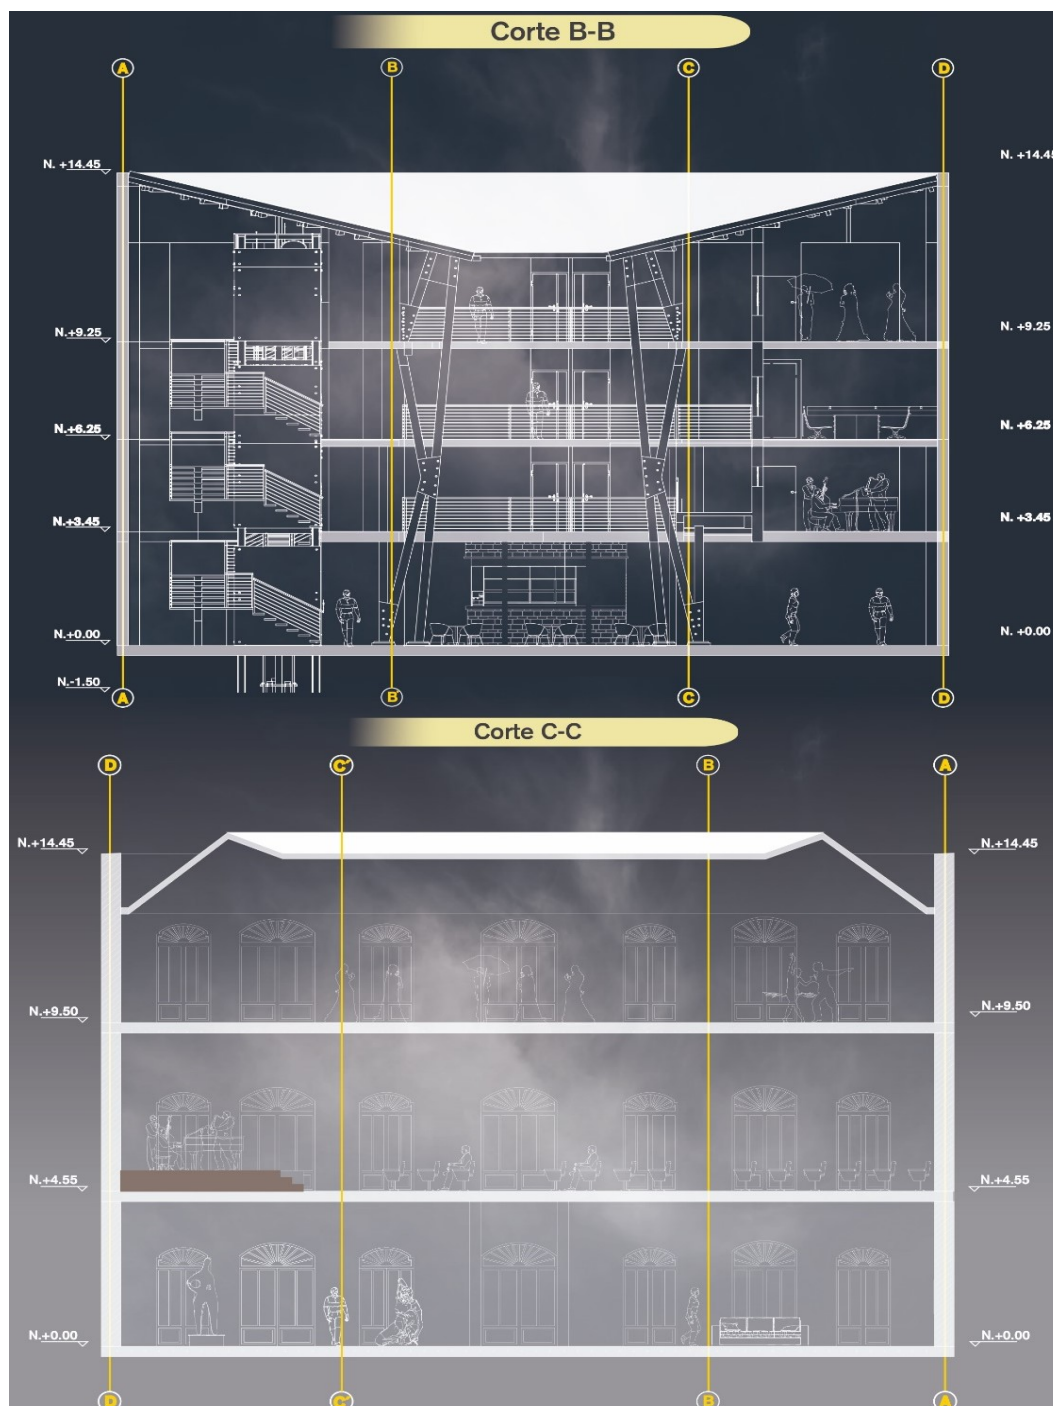 Corte B-B
A B C D
N. +14.45 N. +14.45
N.+9.25 N. +9.25
N.+6.25 N. +6.25
N.+3.45 N. +3.45
N.+0.00 N. +0.00
N.-1.50
A B' C D
Corte C-C
D C' B A
N.+14.45 N.+14.45
N.+9.50 N.+9.50
N.+4.55 N.+4.55
N.+0.00 N.+0.00
D C' B A